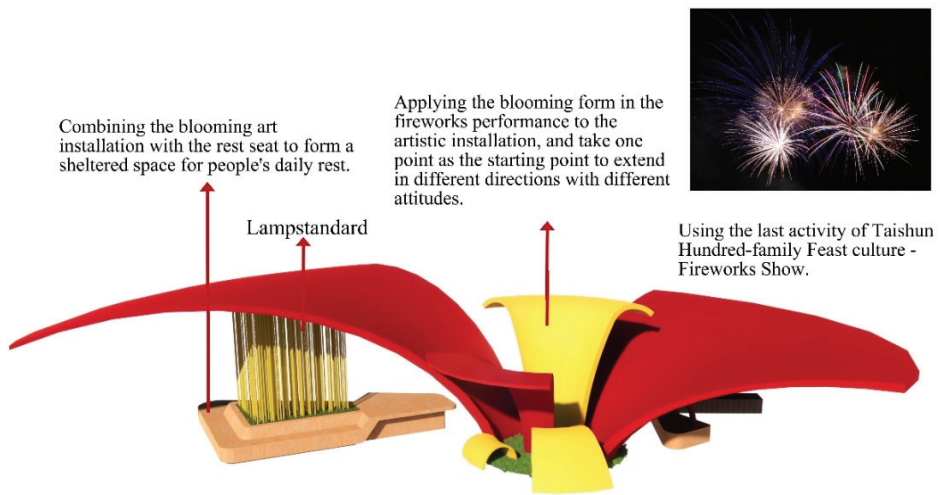 Combining the blooming art
installation with the rest seat to form a
sheltered space for people's daily rest.
Lampstandard
Applying the blooming form in the
fireworks performance to the
artistic installation, and take one
point as the starting point to extend
in different directions with different
attitudes.
Using the last activity of Taishun
Hundred-family Feast culture -
Fireworks Show.